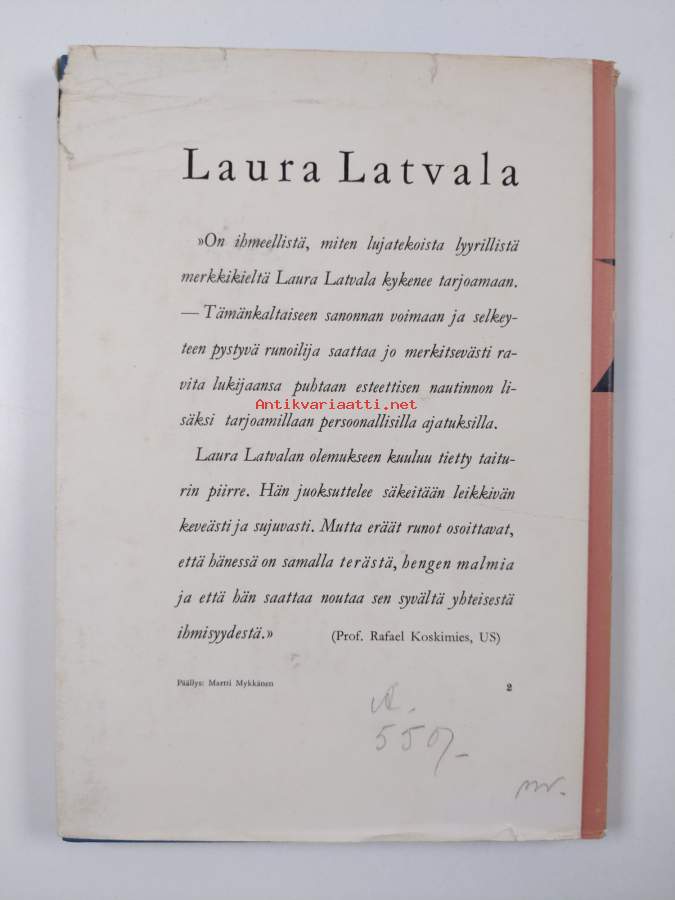 Laura Latvala
»On ihmeellistä, miten lujatekoista lyyrillistä
merkkikieltä Laura Latvala kykenee tarjoamaan.
— Tämänkaltaiseen sanonnan voimaan ja selkey-
teen pystyvä runoilija saattaa jo merkitsevästi ra-
vita lukijaansa puhtaan esteettisen nautinnon li-
Antikvariaatti.net
säksi tarjoamillaan persoonallisilla ajatuksilla.
Laura Latvalan olemukseen kuuluu tietty taitu-
rin piirre. Hän juoksuttelee säkeitään leikkivän
keveästi ja sujuvasti. Mutta eräät runot osoittavat,
että hänessä on samalla terästä, hengen malmia
ja että hän saattaa noutaa sen syvältä yhteisestä
ihmisyydestä.» (Prof. Rafael Koskimies, US)
Päällys: Martti Mykkänen 2
550/-